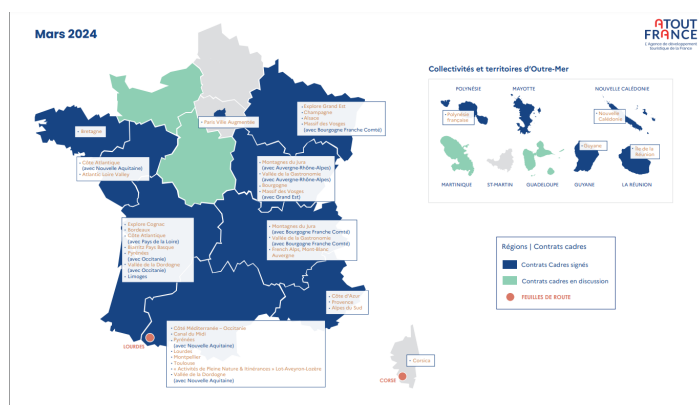 Mars 2024
ATOUT
FRANCE
Agence de développement
touristique de la France
Collectivités et territoires d'Outre-Mer
POLYNÉSIE
MAYOTTE
NOUVELLE CALÉDONIE
• Polynésie
française
• Nouvelle
Calédonie
• Guyane
• Île de la
Réunion
MARTINIQUE
ST-MARTIN
GUADELOUPE
GUYANE
LA RÉUNION
• Explore Grand Est
• Champagne
• Alsace
• Massif des Vosges
(avec Bourgogne Franche Comté)
• Paris Ville Augmentée
• Bretagne
• Côte Atlantique
(avec Nouvelle Aquitaine)
• Atlantic Loire Valley
• Montagnes du Jura
(avec Auvergne-Rhône-Alpes)
• Vallée de la Gastronomie
(avec Auvergne-Rhône-Alpes)
• Bourgogne
• Massif des Vosges
(avec Grand Est)
• Explore Cognac
• Bordeaux
• Côte Atlantique
(avec Pays de la Loire)
• Biarritz Pays Basque
• Pyrénées
(avec Occitanie)
• Vallée de la Dordogne
(avec Occitanie)
• Limoges
• Montagnes du Jura
(avec Bourgogne Franche Comté)
• Vallée de la Gastronomie
(avec Bourgogne Franche Comté)
• French Alps, Mont-Blanc
Auvergne
Régions | Contrats cadres
Contrats Cadres signés
Contrats cadres en discussion
FEUILLES DE ROUTE
• Côte d'Azur
• Provence
• Alpes du Sud
• Côté Méditerranée - Occitanie
• Canal du Midi
• Pyrénées
(avec Nouvelle Aquitaine)
• Lourdes
• Montpellier
• Toulouse
• « Activités de Pleine Nature & Itinérances » Lot-Aveyron-Lozère
• Vallée de la Dordogne
(avec Nouvelle Aquitaine)
LOURDES
• Corsica
CORSE